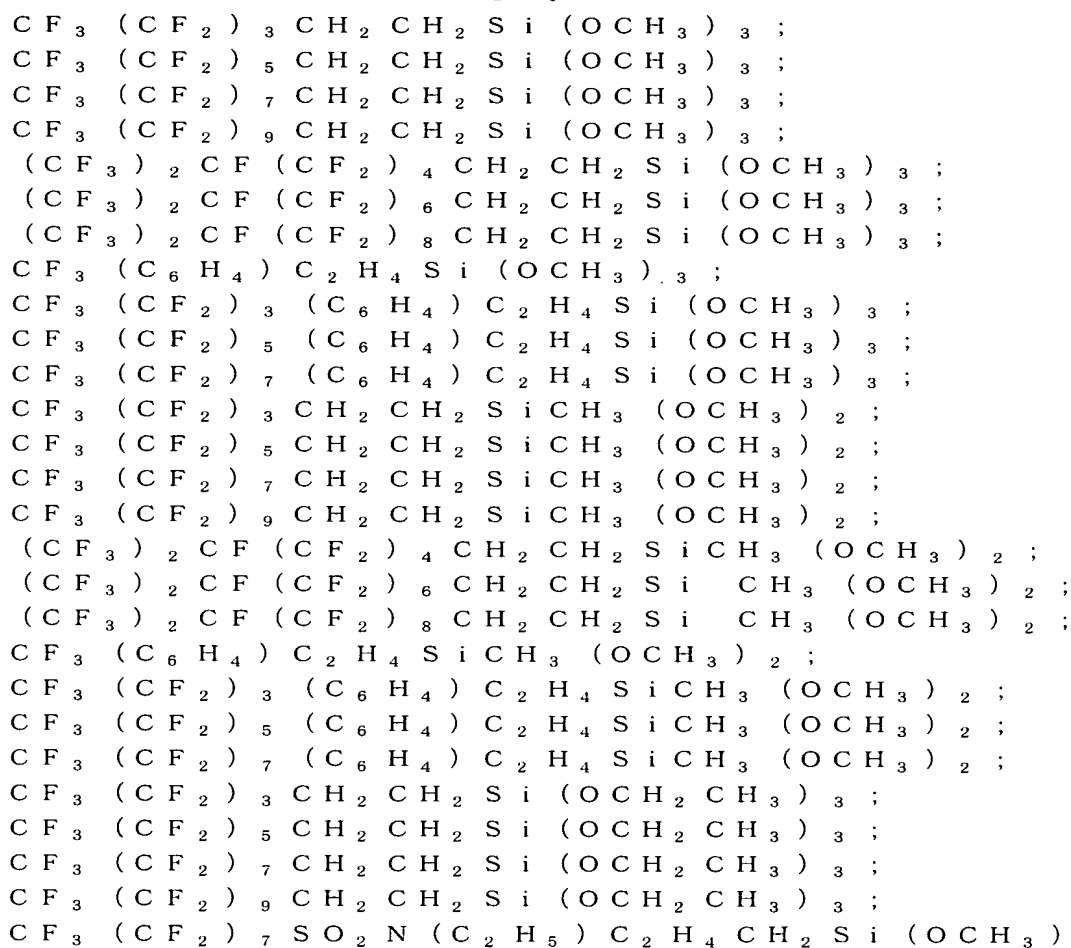 CF₃(CF₂)₃CH₂CH₂Si(OCH₃)₃;
CF₃(CF₂)₅CH₂CH₂Si(OCH₃)₃;
CF₃(CF₂)₇CH₂CH₂Si(OCH₃)₃;
CF₃(CF₂)₉CH₂CH₂Si(OCH₃)₃;
(CF₃)₂CF(CF₂)₄CH₂CH₂Si(OCH₃)₃;
(CF₃)₂CF(CF₂)₆CH₂CH₂Si(OCH₃)₃;
(CF₃)₂CF(CF₂)₈CH₂CH₂Si(OCH₃)₃;
CF₃(C₆H₄)C₂H₄Si(OCH₃)₃;
CF₃(CF₂)₃(C₆H₄)C₂H₄Si(OCH₃)₃;
CF₃(CF₂)₅(C₆H₄)C₂H₄Si(OCH₃)₃;
CF₃(CF₂)₇(C₆H₄)C₂H₄Si(OCH₃)₃;
CF₃(CF₂)₃CH₂CH₂SiCH₃(OCH₃)₂;
CF₃(CF₂)₅CH₂CH₂SiCH₃(OCH₃)₂;
CF₃(CF₂)₇CH₂CH₂SiCH₃(OCH₃)₂;
CF₃(CF₂)₉CH₂CH₂SiCH₃(OCH₃)₂;
(CF₃)₂CF(CF₂)₄CH₂CH₂SiCH₃(OCH₃)₂;
(CF₃)₂CF(CF₂)₆CH₂CH₂Si CH₃(OCH₃)₂;
(CF₃)₂CF(CF₂)₈CH₂CH₂Si CH₃(OCH₃)₂;
CF₃(C₆H₄)C₂H₄SiCH₃(OCH₃)₂;
CF₃(CF₂)₃(C₆H₄)C₂H₄SiCH₃(OCH₃)₂;
CF₃(CF₂)₅(C₆H₄)C₂H₄SiCH₃(OCH₃)₂;
CF₃(CF₂)₇(C₆H₄)C₂H₄SiCH₃(OCH₃)₂;
CF₃(CF₂)₃CH₂CH₂Si(OCH₂CH₃)₃;
CF₃(CF₂)₅CH₂CH₂Si(OCH₂CH₃)₃;
CF₃(CF₂)₇CH₂CH₂Si(OCH₂CH₃)₃;
CF₃(CF₂)₉CH₂CH₂Si(OCH₂CH₃)₃;
CF₃(CF₂)₇SO₂N(C₂H₅)C₂H₄CH₂Si(OCH₃)